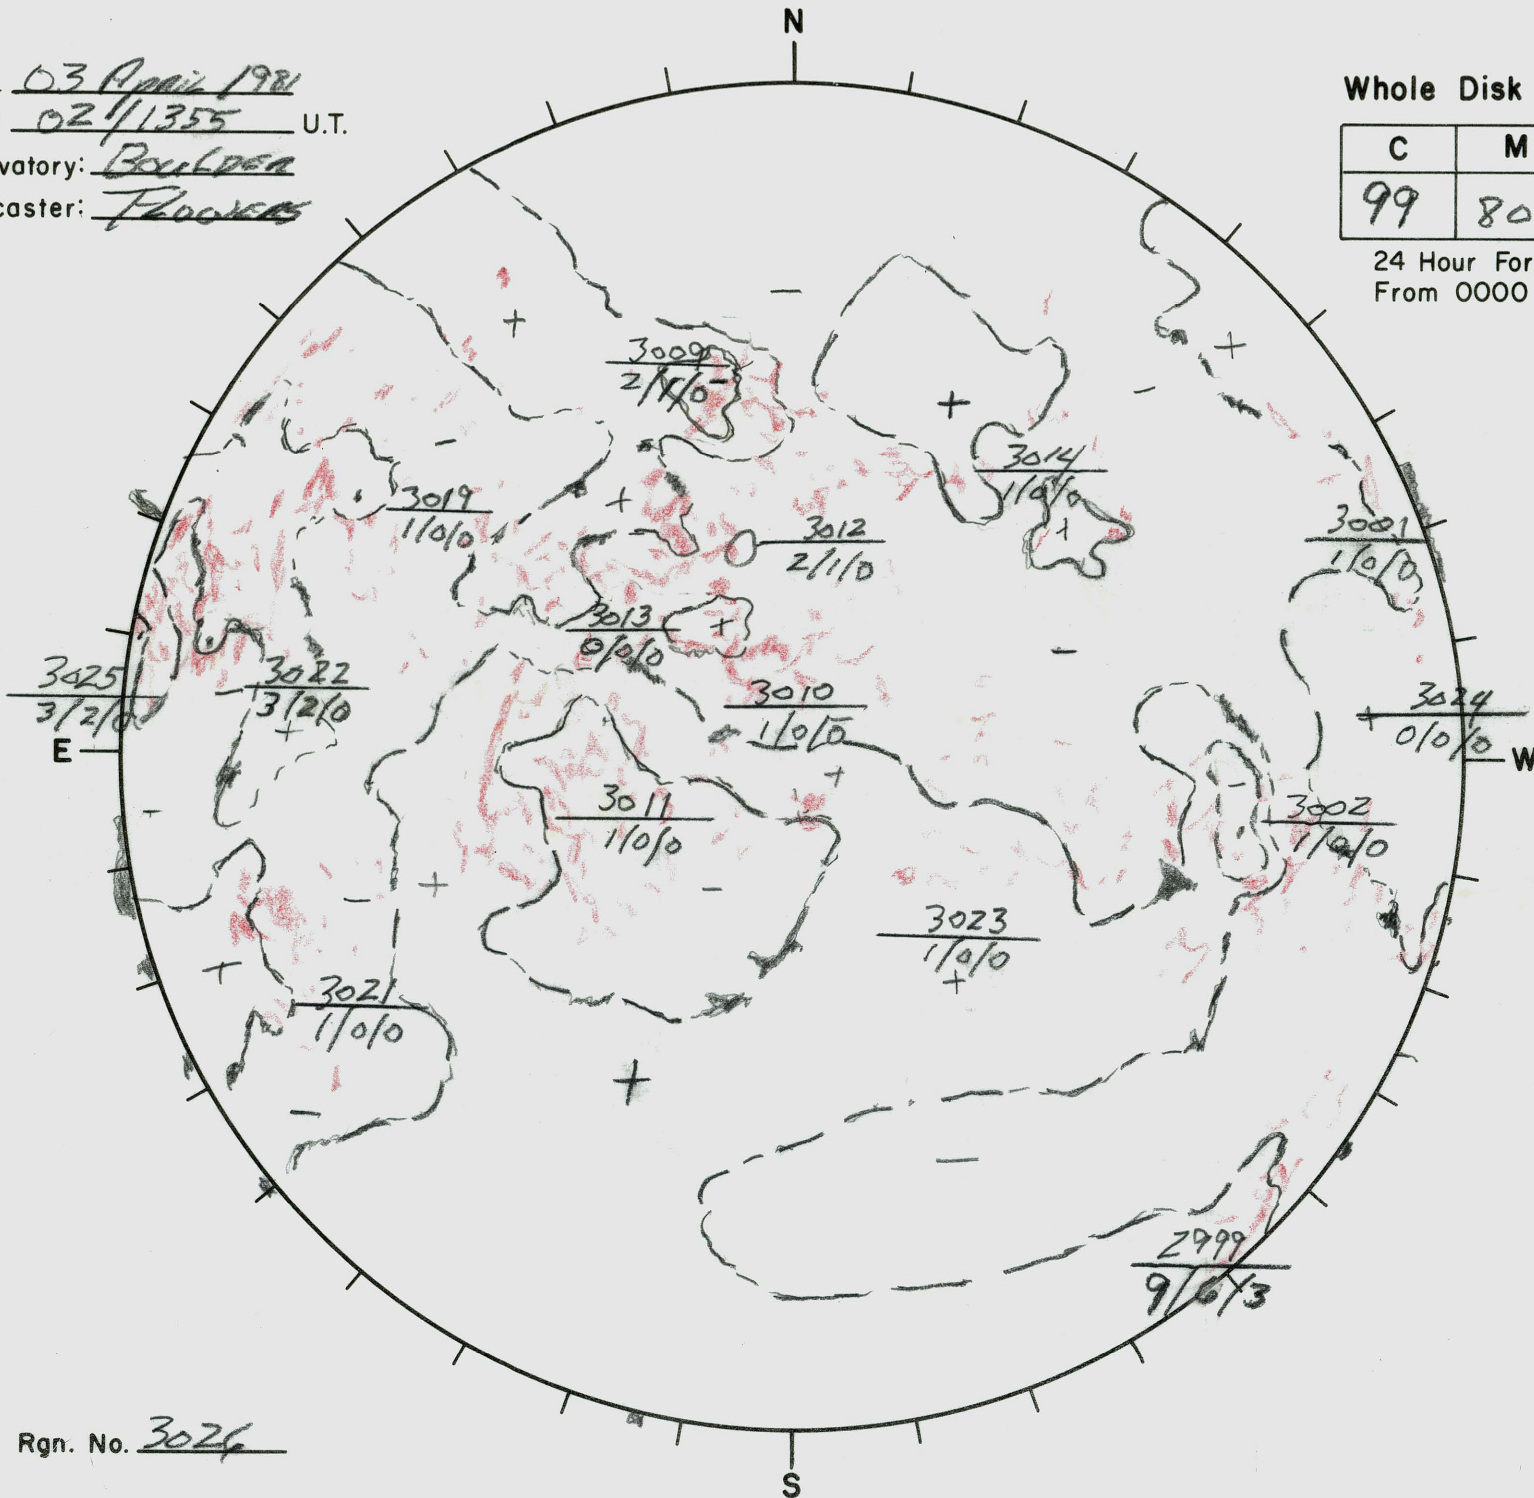 N
03 April 1981
02/1355 U.T.
vatory: BOULDER
caster: FLOWERS
Whole Disk
C M
99 80
24 Hour For
From 0000
3009
2/1/0
3014
1/0/0
3019
1/0/0
3012
2/1/0
3001
1/0/0
3013
0/0/0
3025
3/2/0
3022
3/2/0
3010
1/0/0
3024
0/0/0
E
W
3011
1/0/0
3002
1/0/0
3023
1/0/0
3021
1/0/0
2999
9/6/3
Rgn. No. 3026
S